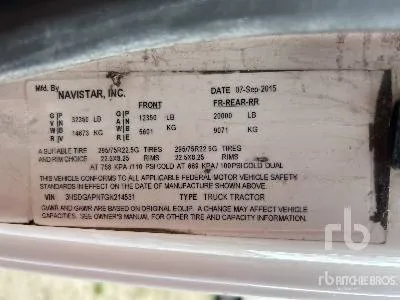 Mfd. By
NAVISTAR, INC.
DATE 07-Sep-2015
FRONT FR-REAR-RR
G|P 32350 LB G|P 12350 LB 20000 LB
V|N A|N
W|B 14673 KG W|B 5601 KG 9071 KG
R|V R|E
A SUITABLE TIRE 295/75R22.5G TIRES 295/75R22.5G TIRES
AND RIM CHOICE 22.5X8.25 RIMS 22.5X8.25 RIMS
AT 758 KPA /110 PSI COLD AT 689 KPA/ 100PSI COLD DUAL
THIS VEHICLE CONFORMS TO ALL APPLICABLE FEDERAL MOTOR VEHICLE SAFETY
STANDARDS IN EFFECT ON THE DATE OF MANUFACTURE SHOWN ABOVE.
VIN 3HSDGAPN7GN214531 TYPE TRUCK TRACTOR
GVWR AND GAWR ARE BASED ON ORIGINAL EQUIP. A CHANGE MAY AFFECT VEHICLE
CAPACITIES. SEE OWNER'S MANUAL FOR OTHER TIRE AND CAPACITY INFORMATION.
rb
RITCHIE BROS.